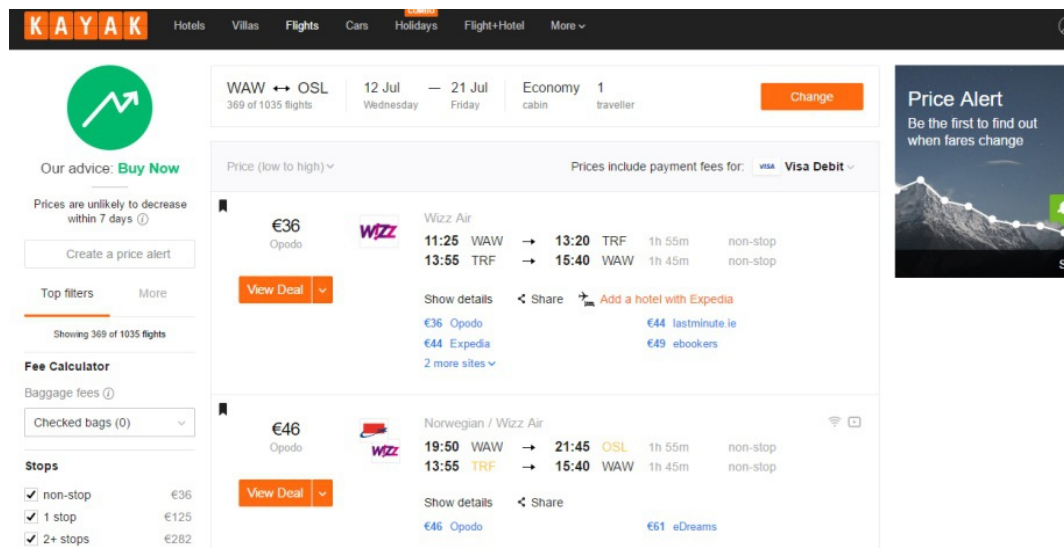 KAYAK Hotels Villas Flights Cars Holidays Flight+Hotel More
Our advice: Buy Now
Prices are unlikely to decrease
within 7 days
Create a price alert
Top filters More
Showing 369 of 1035 flights
Fee Calculator
Baggage fees
Checked bags (0)
Stops
non-stop €36
1 stop €125
2+ stops €282
WAW ↔ OSL 12 Jul — 21 Jul Economy 1
369 of 1035 flights Wednesday Friday cabin traveller
Change
Price (low to high) Prices include payment fees for: VISA Visa Debit
€36
Opodo
View Deal
WIZZ
Wizz Air
11:25 WAW → 13:20 TRF 1h 55m non-stop
13:55 TRF → 15:40 WAW 1h 45m non-stop
Show details Share Add a hotel with Expedia
€36 Opodo €44 lastminute.ie
€44 Expedia €49 ebookers
2 more sites
€46
Opodo
View Deal
WIZZ
Norwegian / Wizz Air
19:50 WAW → 21:45 OSL 1h 55m non-stop
13:55 TRF → 15:40 WAW 1h 45m non-stop
Show details Share
€46 Opodo €61 eDreams
Price Alert
Be the first to find out
when fares change